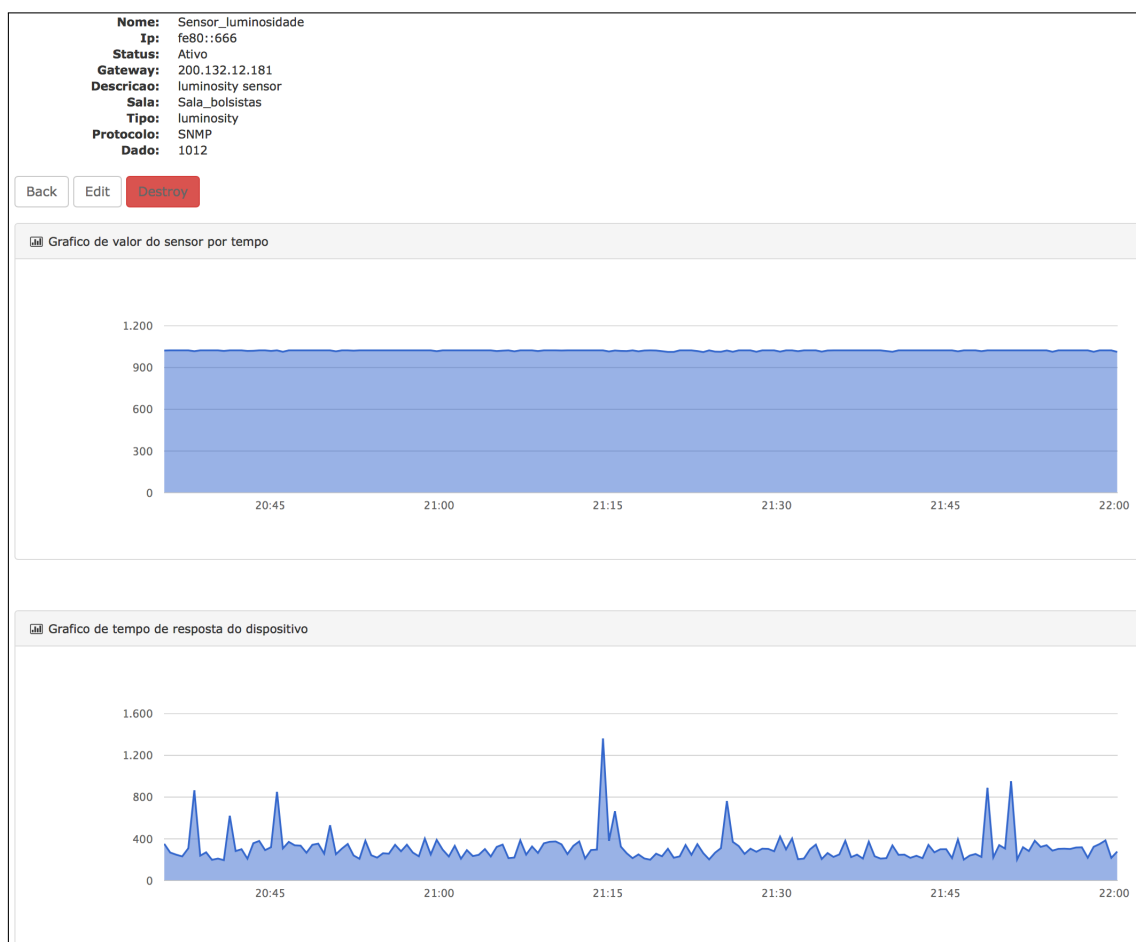 Nome: Sensor_luminosidade
Ip: fe80::666
Status: Ativo
Gateway: 200.132.12.181
Descricao: luminosity sensor
Sala: Sala_bolsistas
Tipo: luminosity
Protocolo: SNMP
Dado: 1012
Back Edit Destroy
Grafico de valor do sensor por tempo
1.200
900
600
300
0
20:45 21:00 21:15 21:30 21:45 22:00
Grafico de tempo de resposta do dispositivo
1.600
1.200
800
400
0
20:45 21:00 21:15 21:30 21:45 22:00